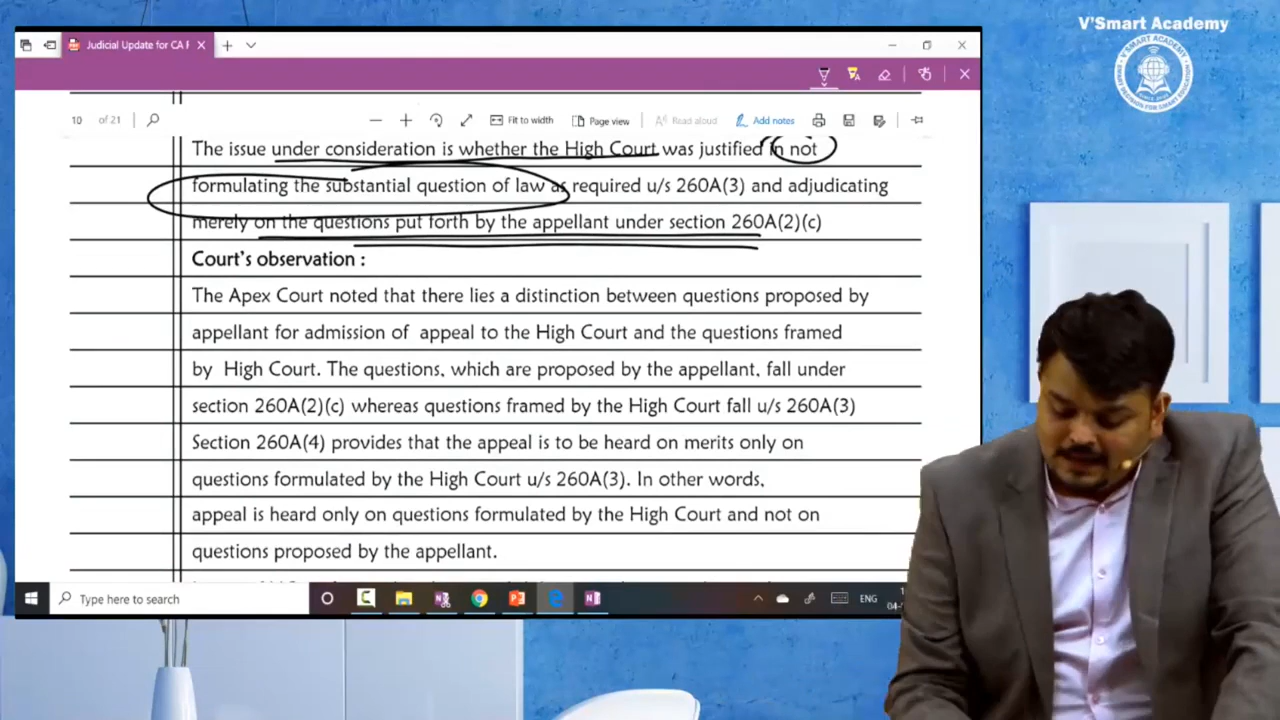 V'Smart Academy
Judicial Update for CA F
10 of 21
Fit to width
Page view
Read aloud
Add notes
The issue under consideration is whether the High Court was justified in not
formulating the substantial question of law as required u/s 260A(3) and adjudicating
merely on the questions put forth by the appellant under section 260A(2)(c)
Court's observation :
The Apex Court noted that there lies a distinction between questions proposed by
appellant for admission of appeal to the High Court and the questions framed
by High Court. The questions, which are proposed by the appellant, fall under
section 260A(2)(c) whereas questions framed by the High Court fall u/s 260A(3)
Section 260A(4) provides that the appeal is to be heard on merits only on
questions formulated by the High Court u/s 260A(3). In other words,
appeal is heard only on questions formulated by the High Court and not on
questions proposed by the appellant.
Type here to search
ENG